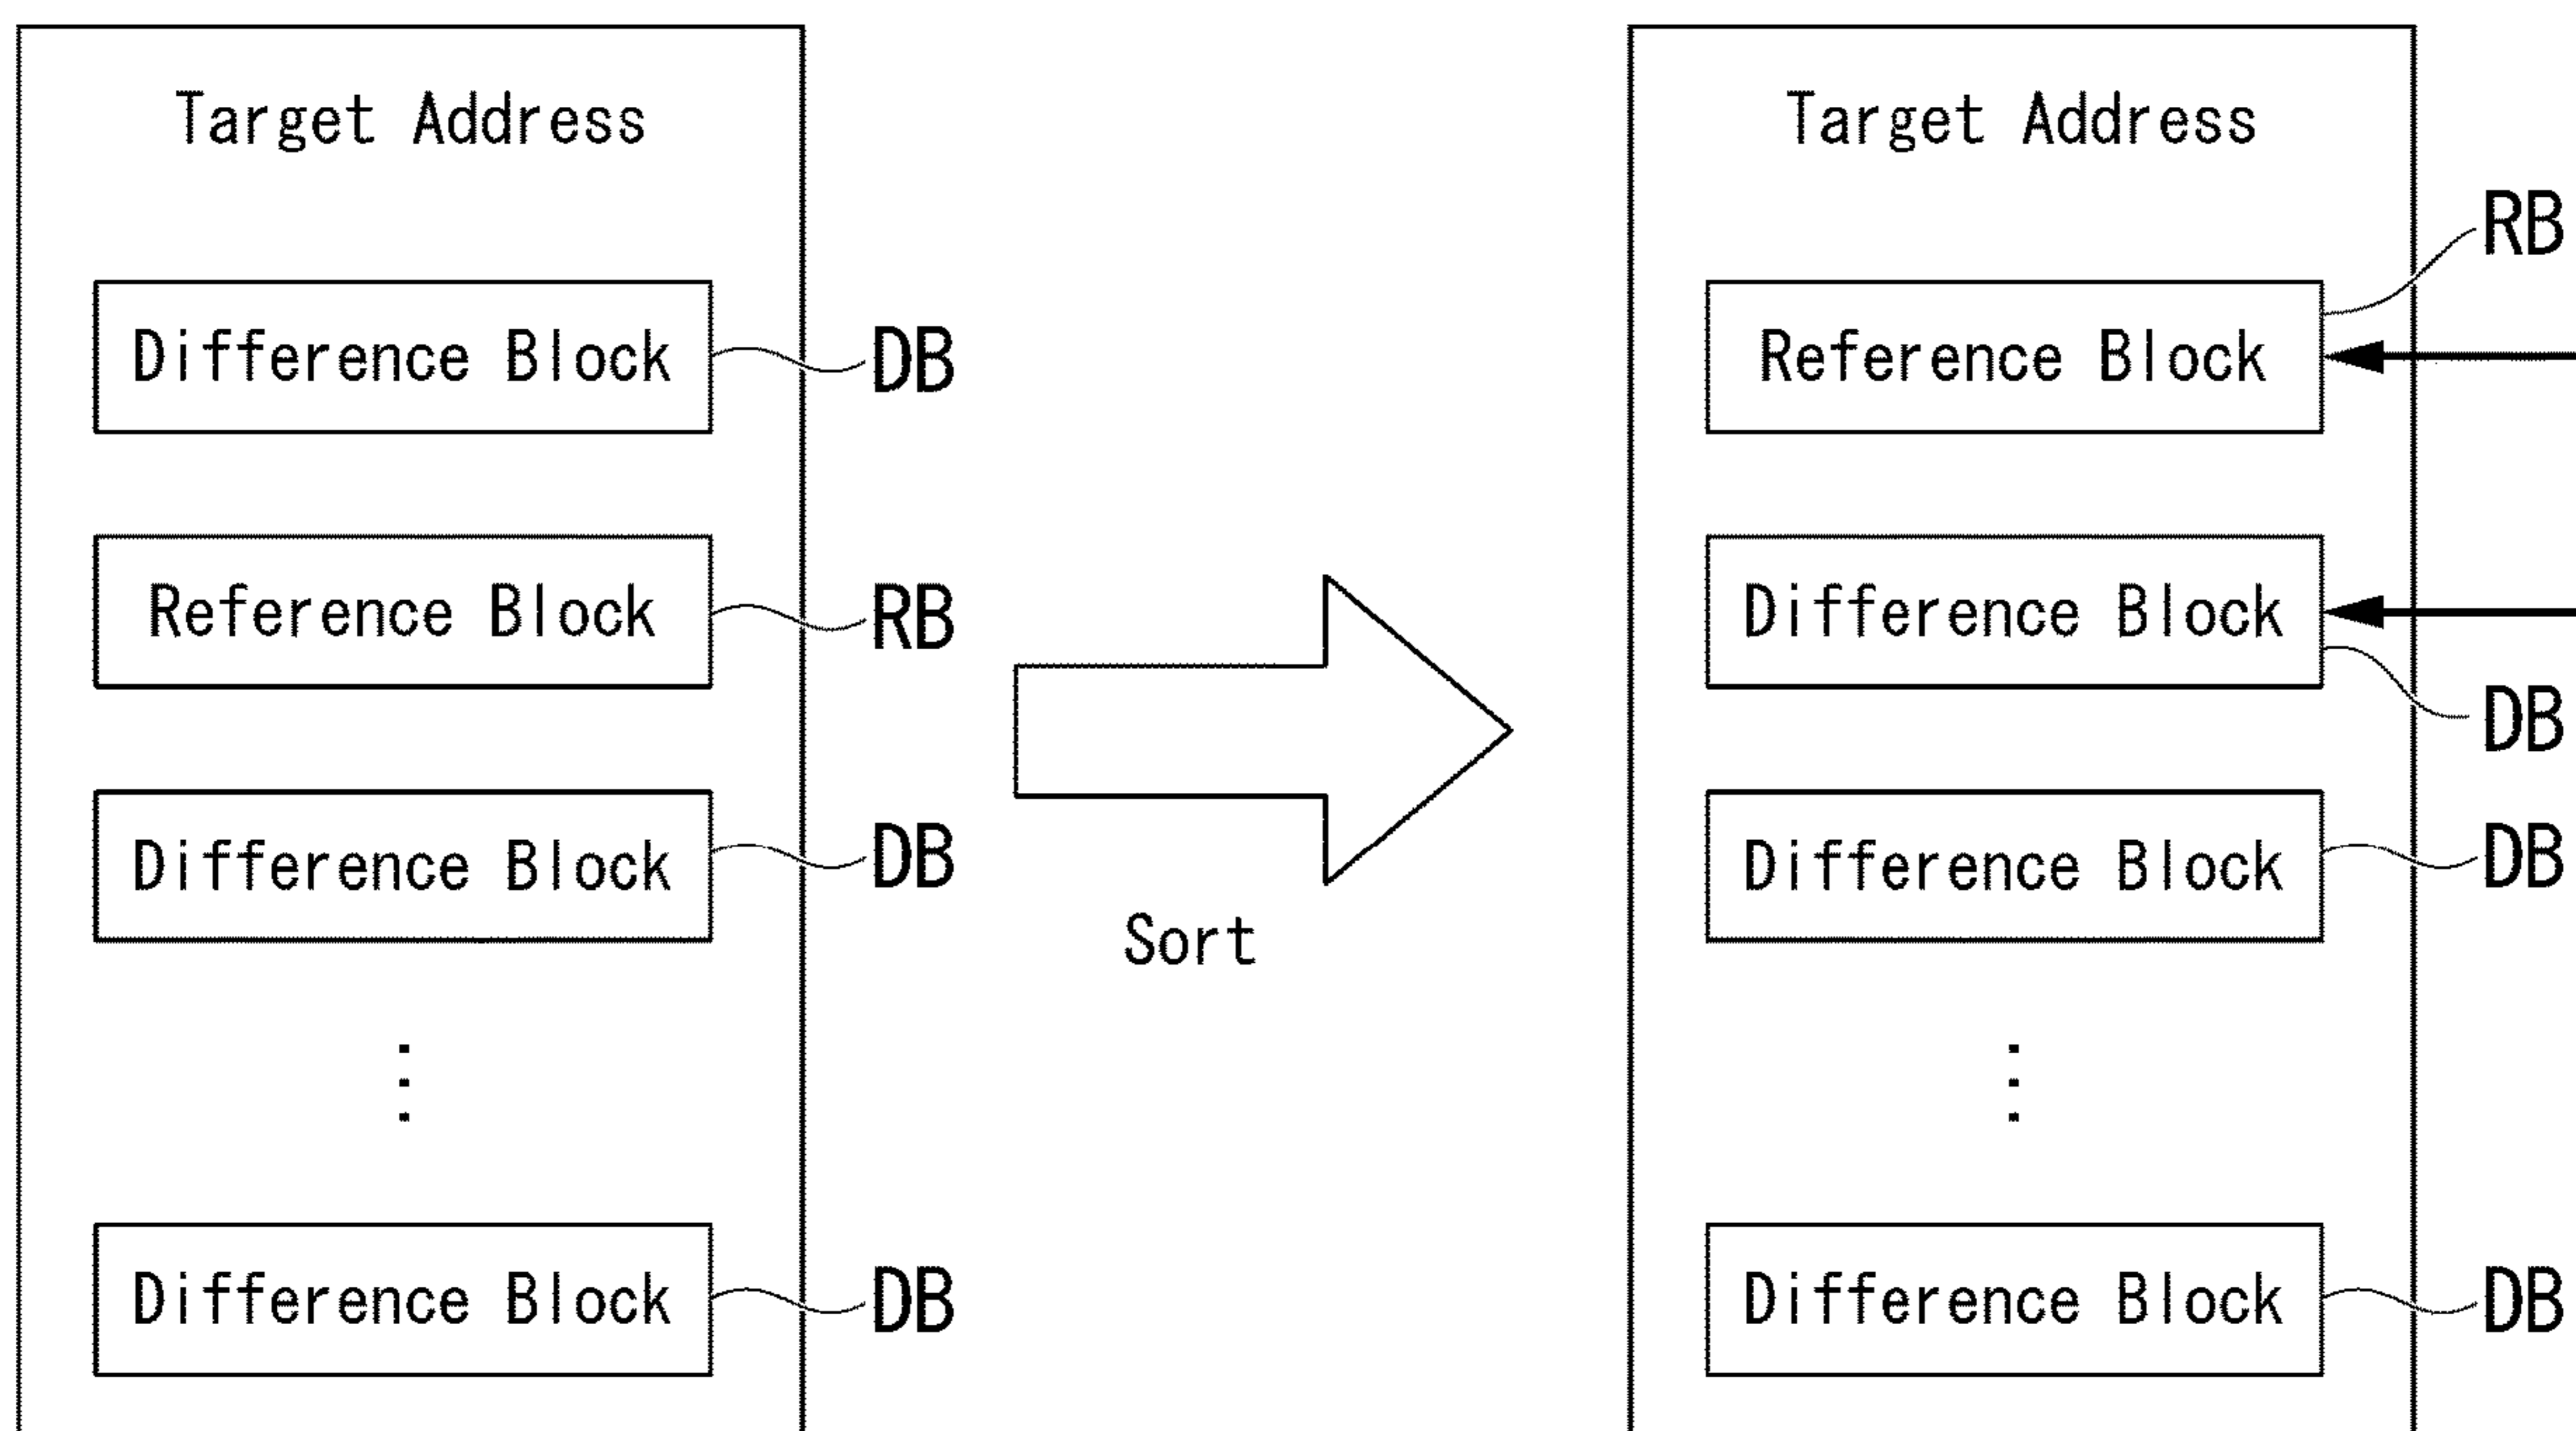 Target Address
Difference Block
DB
Reference Block
RB
Difference Block
DB
Difference Block
DB
Sort
Target Address
RB
Reference Block
Difference Block
DB
Difference Block
DB
Difference Block
DB